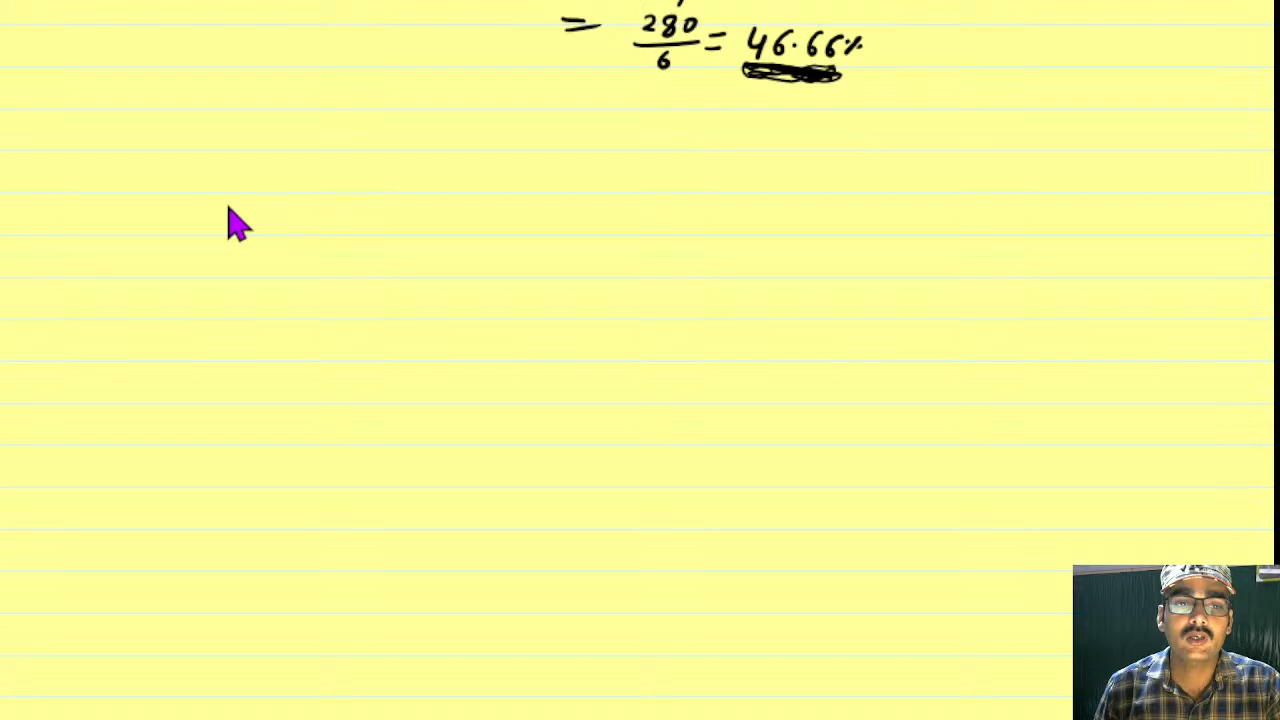 = 280/6 = 46.66%